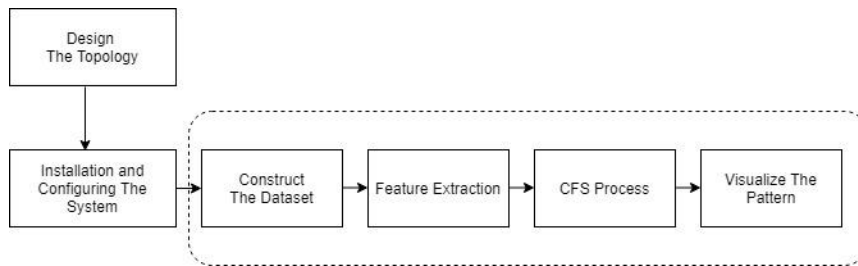 Design
The Topology
Installation and
Configuring The
System
Construct
The Dataset
Feature Extraction
CFS Process
Visualize The
Pattern